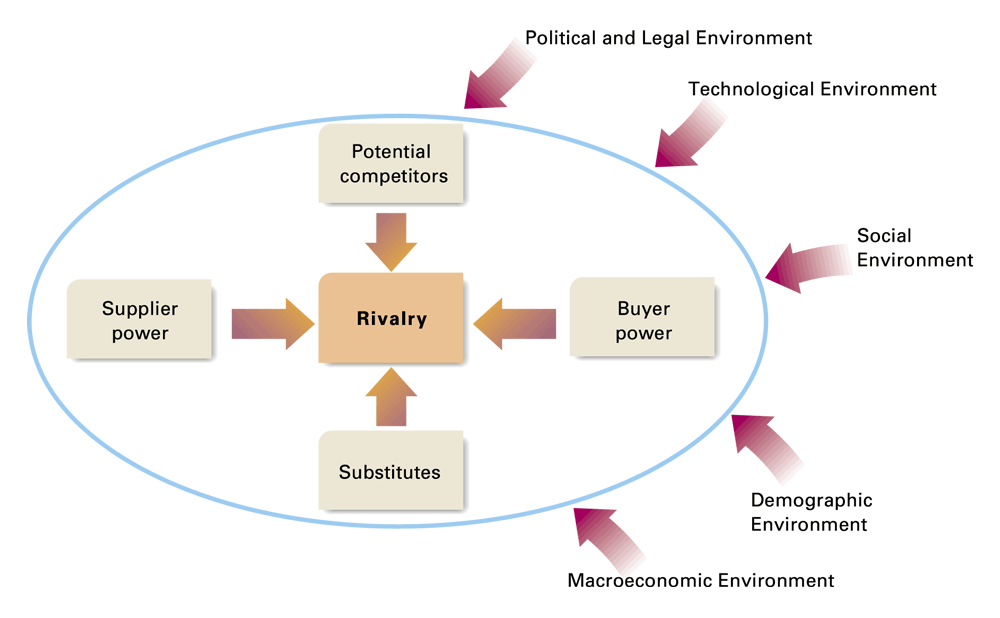 Political and Legal Environment
Technological Environment
Potential
competitors
Social
Environment
Supplier
power
Rivalry
Buyer
power
Substitutes
Demographic
Environment
Macroeconomic Environment